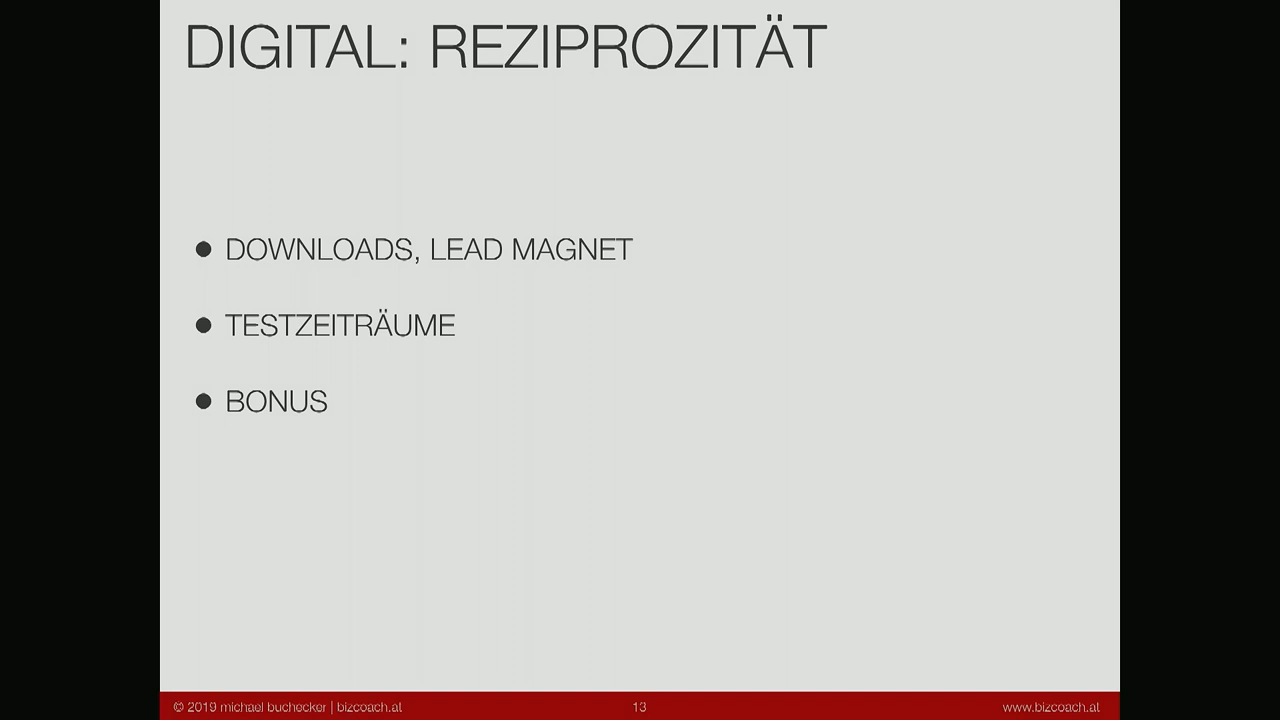 DIGITAL: REZIPROZITÄT
● DOWNLOADS, LEAD MAGNET
● TESTZEITRÄUME
● BONUS
© 2019 michael buchecker | bizcoach.at 13 www.bizcoach.at